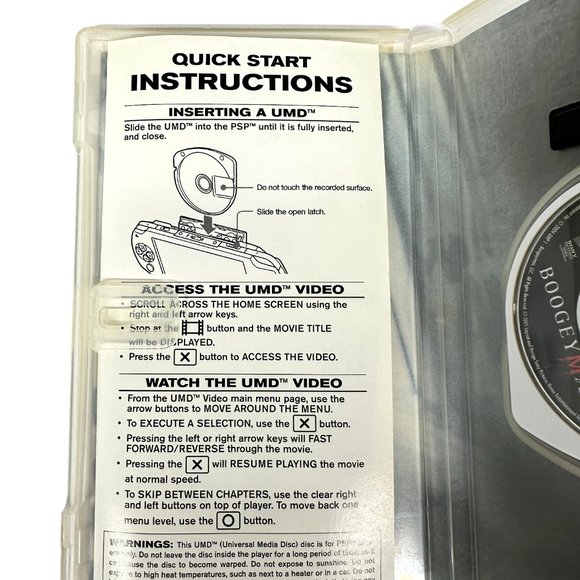 QUICK START
INSTRUCTIONS
INSERTING A UMD™
Slide the UMD™ into the PSP™ until it is fully inserted,
and close.
Do not touch the recorded surface.
Slide the open latch.
ACCESS THE UMD™ VIDEO
• SCROLL ACROSS THE HOME SCREEN using the
right and left arrow keys.
• Stop at the button and the MOVIE TITLE
will be DISPLAYED.
• Press the X button to ACCESS THE VIDEO.
WATCH THE UMD™ VIDEO
• From the UMD™ Video main menu page, use the
arrow buttons to MOVE AROUND THE MENU.
• To EXECUTE A SELECTION, use the X button.
• Pressing the left or right arrow keys will FAST
FORWARD/REVERSE through the movie.
• Pressing the X will RESUME PLAYING the movie
at normal speed.
• To SKIP BETWEEN CHAPTERS, use the clear right
and left buttons on top of player. To move back one
menu level, use the O button.
WARNINGS: This UMD™ (Universal Media Disc) disc is for
only. Do not leave the disc inside the player for a long period of time, as it
cause the disc to become warped. Do not expose to sunshine. Do not
expose to high heat temperatures, such as next to a heater or in a car. Do not
BOOGEYM